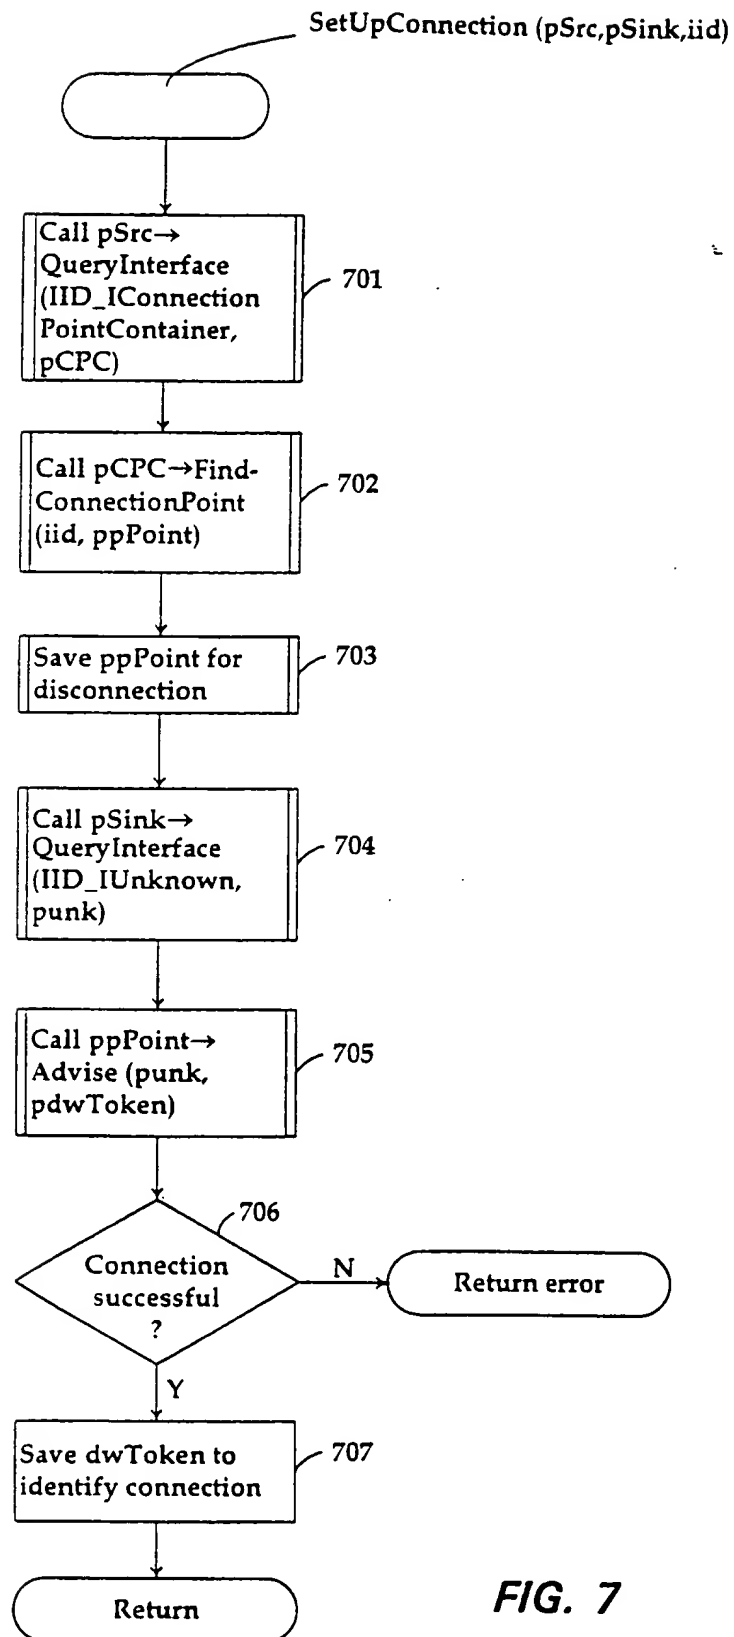 SetUpConnection (pSrc,pSink,iid)
Call pSrc→
QueryInterface
(IID_IConnection
PointContainer,
pCPC)
701
Call pCPC→Find-
ConnectionPoint
(iid, ppPoint)
702
Save ppPoint for
disconnection
703
Call pSink→
QueryInterface
(IID_IUnknown,
punk)
704
Call ppPoint→
Advise (punk,
pdwToken)
705
706
Connection
successful
?
N
Return error
Y
Save dwToken to
identify connection
707
Return
FIG. 7